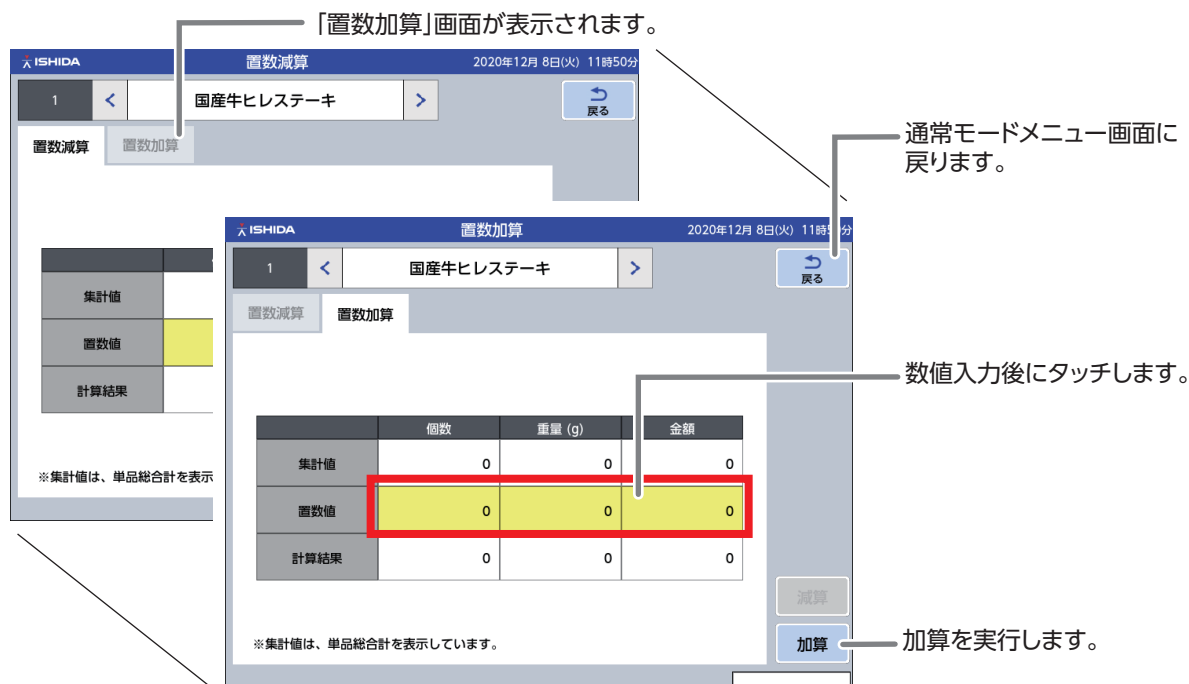 「置数加算」画面が表示されます。
ISHIDA 置数減算 2020年12月 8日(火) 11時50分
1 < 国産牛ヒレステーキ > 戻る
置数減算 置数加算
集計値
置数値
計算結果
※集計値は、単品総合計を表示
通常モードメニュー画面に
戻ります。
ISHIDA 置数加算 2020年12月 8日(火) 11時
1 < 国産牛ヒレステーキ > 戻る
置数減算 置数加算
数値入力後にタッチします。
個数 重量 (g) 金額
集計値 0 0 0
置数値 0 0 0
計算結果 0 0 0
減算
※集計値は、単品総合計を表示しています。
加算
加算を実行します。